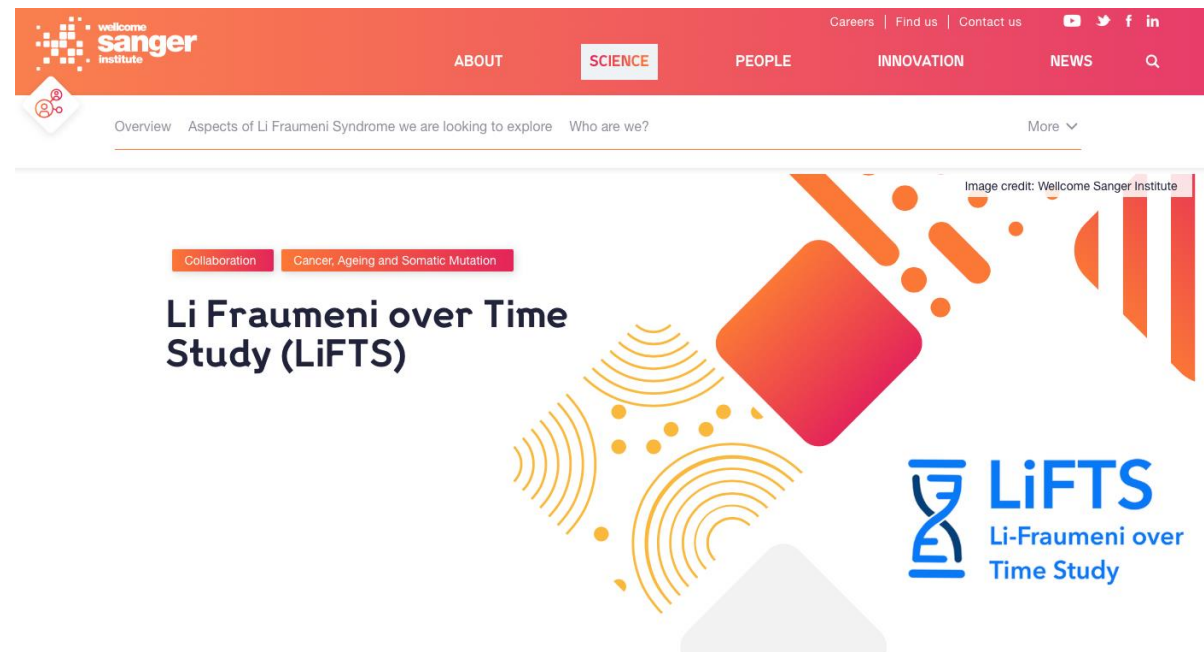 wellcome
sanger
institute
Careers | Find us | Contact us
ABOUT SCIENCE PEOPLE INNOVATION NEWS
Overview Aspects of Li Fraumeni Syndrome we are looking to explore Who are we? More
Image credit: Wellcome Sanger Institute
Collaboration Cancer, Ageing and Somatic Mutation
Li Fraumeni over Time
Study (LiFTS)
LiFTS
Li-Fraumeni over
Time Study